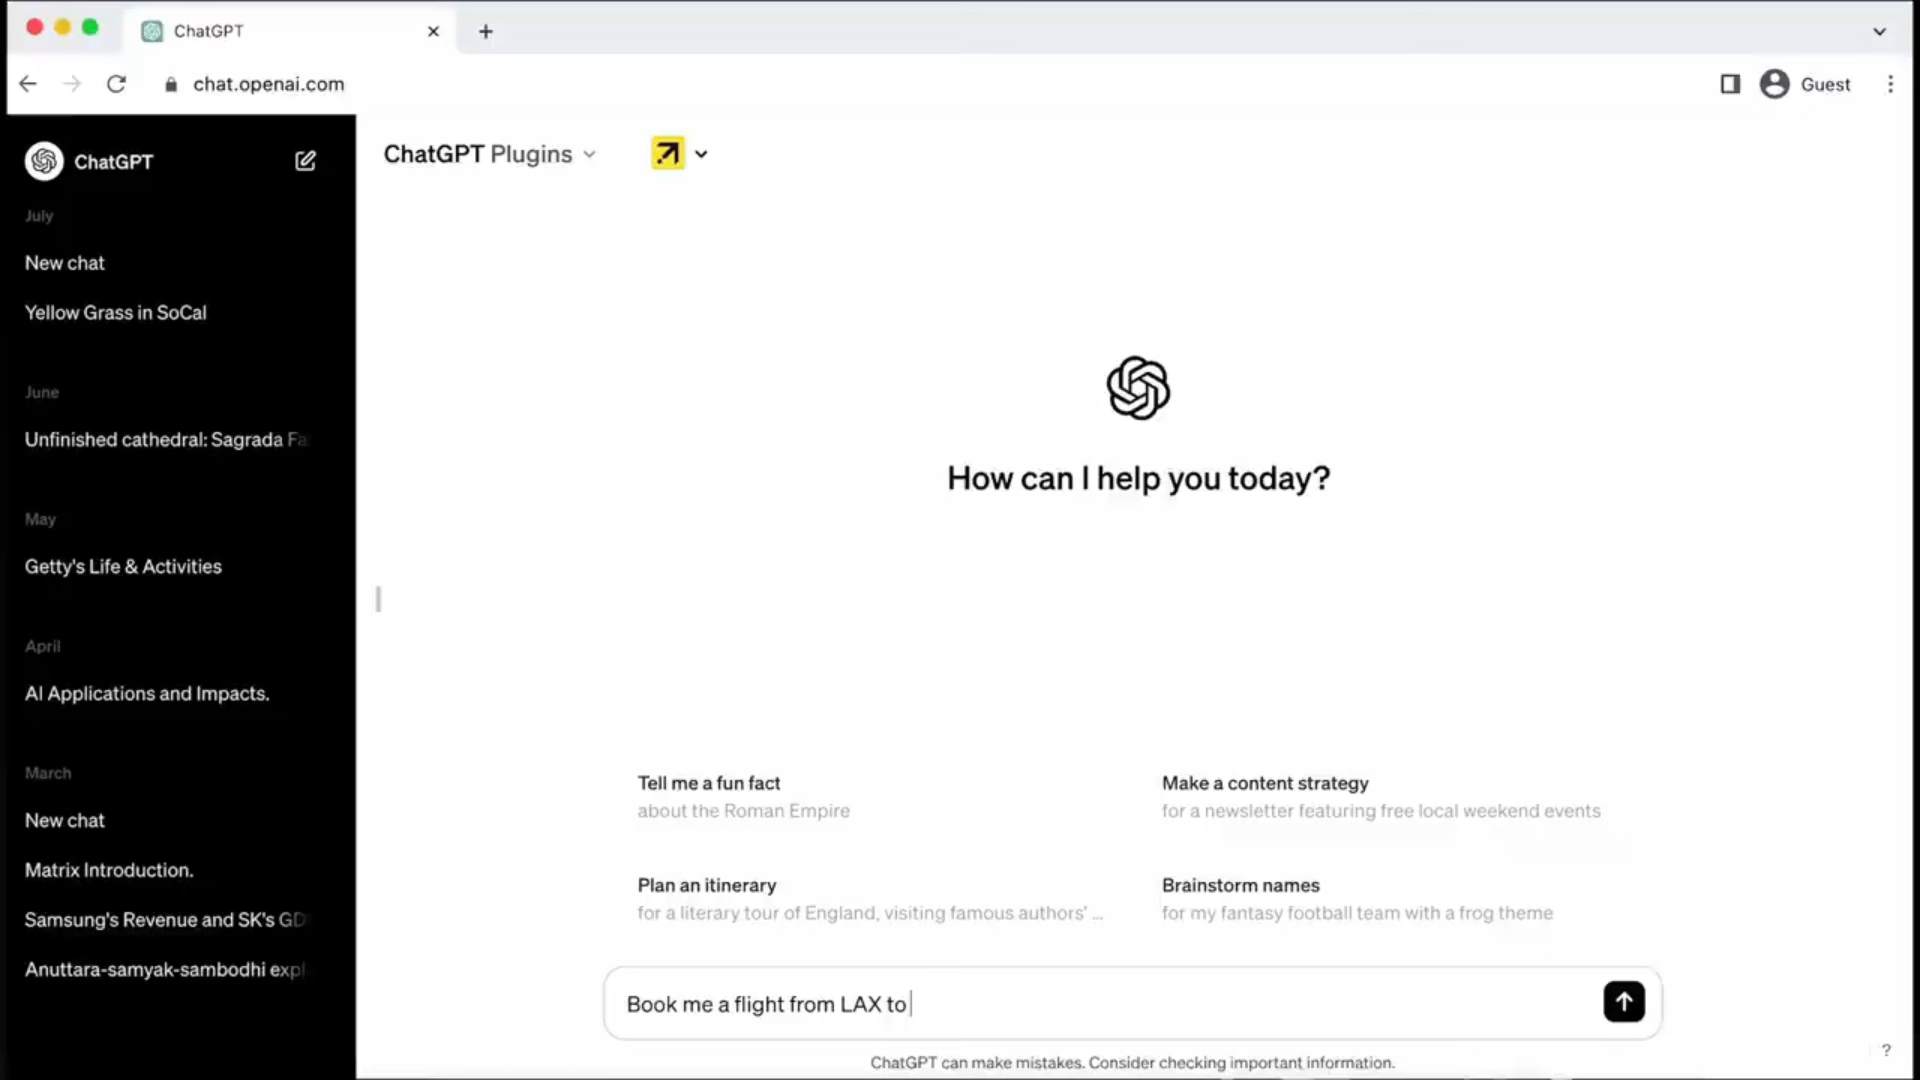 ChatGPT
chat.openai.com
Guest
ChatGPT
July
New chat
Yellow Grass in SoCal
June
Unfinished cathedral: Sagrada Fa
May
Getty's Life & Activities
April
AI Applications and Impacts.
March
New chat
Matrix Introduction.
Samsung's Revenue and SK's GD
Anuttara-samyak-sambodhi expl
ChatGPT Plugins
How can I help you today?
Tell me a fun fact
about the Roman Empire
Make a content strategy
for a newsletter featuring free local weekend events
Plan an itinerary
for a literary tour of England, visiting famous authors' ...
Brainstorm names
for my fantasy football team with a frog theme
Book me a flight from LAX to
ChatGPT can make mistakes. Consider checking important information.
?